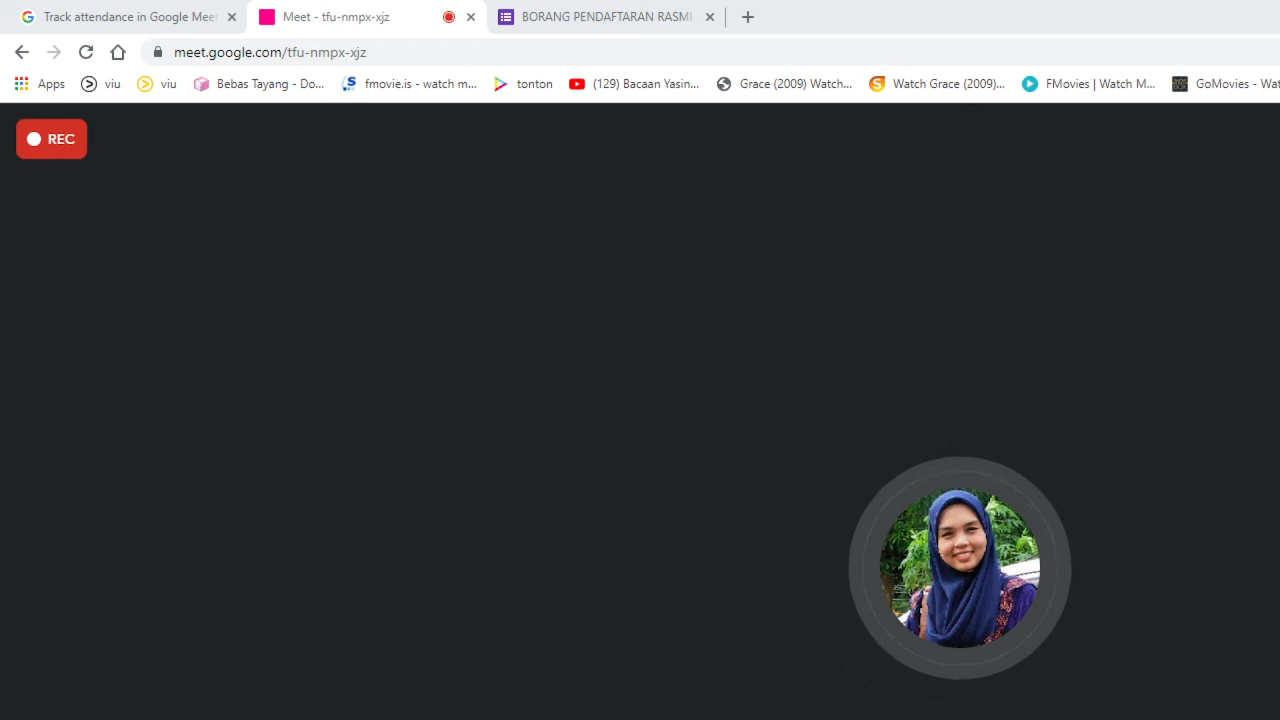 Track attendance in Google Meet
Meet - tfu-nmpx-xjz
BORANG PENDAFTARAN RASMI
meet.google.com/tfu-nmpx-xjz
Apps
viu
viu
Bebas Tayang - Do...
fmovie.is - watch m...
tonton
(129) Bacaan Yasin...
Grace (2009) Watch...
Watch Grace (2009)...
FMovies | Watch M...
GoMovies - Wat
REC